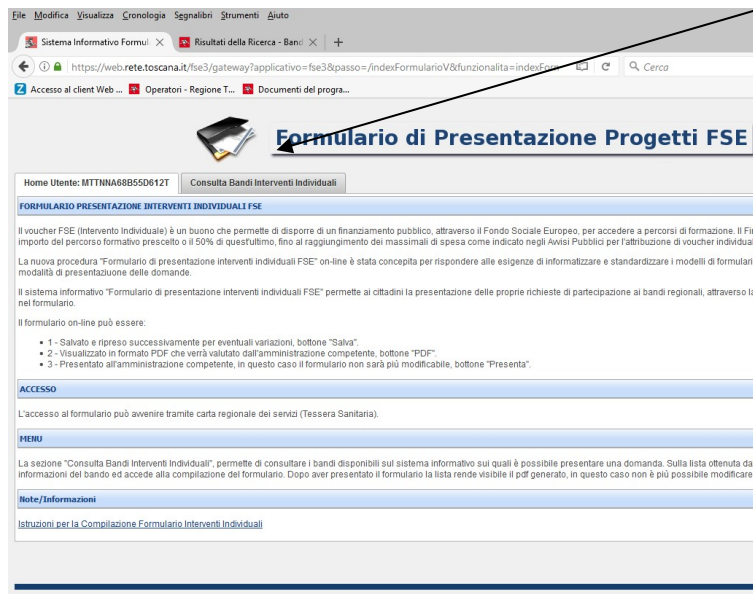 File Modifica Visualizza Cronologia Segnalibri Strumenti Aiuto
Sistema Informativo Formul
Risultati della Ricerca - Band
https://web.rete.toscana.it/fse3/gateway?applicativo=fse3&passo=/indexFormularioV&funzionalita=indexForm
Cerca
Accesso al client Web ... Operatori - Regione T... Documenti del progra...
Formulario di Presentazione Progetti FSE
Home Utente: MTTNNA68B55D612T
Consulta Bandi Interventi Individuali
FORMULARIO PRESENTAZIONE INTERVENTI INDIVIDUALI FSE
Il voucher FSE (Intervento Individuale) è un buono che permette di disporre di un finanziamento pubblico, attraverso il Fondo Sociale Europeo, per accedere a percorsi di formazione. Il Fi
importo del percorso formativo prescelto o il 50% di quest'ultimo, fino al raggiungimento dei massimali di spesa come indicato negli Avvisi Pubblici per l'attribuzione di voucher individual
La nuova procedura "Formulario di presentazione interventi individuali FSE" on-line è stata concepita per rispondere alle esigenze di informatizzare e standardizzare i modelli di formulari
modalità di presentaziuone delle domande.
Il sistema informativo "Formulario di presentazione interventi individuali FSE" permette ai cittadini la presentazione delle proprie richieste di partecipazione ai bandi regionali, attraverso la
nel formulario.
Il formulario on-line può essere:
▪ 1 - Salvato e ripreso successivamente per eventuali variazioni, bottone "Salva".
▪ 2 - Visualizzato in formato PDF che verrà valutato dall'amministrazione competente, bottone "PDF".
▪ 3 - Presentato all'amministrazione competente, in questo caso il formulario non sarà più modificabile, bottone "Presenta".
ACCESSO
L'accesso al formulario può avvenire tramite carta regionale dei servizi (Tessera Sanitaria).
MENU
La sezione "Consulta Bandi Interventi Individuali", permette di consultare i bandi disponibili sul sistema informativo sui quali è possibile presentare una domanda. Sulla lista ottenuta da
informazioni del bando ed accede alla compilazione del formulario. Dopo aver presentato il formulario la lista rende visibile il pdf generato, in questo caso non è più possibile modificare
Note/Informazioni
Istruzioni per la Compilazione Formulario Interventi Individuali